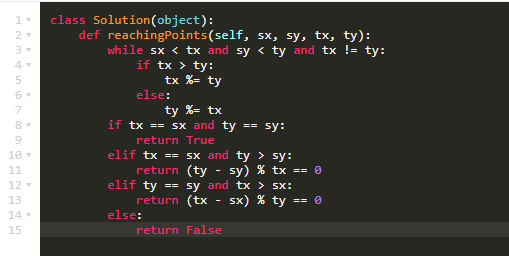 1 class Solution(object):
2 def reachingPoints(self, sx, sy, tx, ty):
3 while sx < tx and sy < ty and tx != ty:
4 if tx > ty:
5 tx %= ty
6 else:
7 ty %= tx
8 if tx == sx and ty == sy:
9 return True
10 elif tx == sx and ty > sy:
11 return (ty - sy) % tx == 0
12 elif ty == sy and tx > sx:
13 return (tx - sx) % ty == 0
14 else:
15 return False